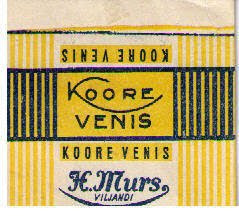 KOORE VENIS
KOORE
VENIS
KOORE VENIS
H. Murs,
VILJANDI